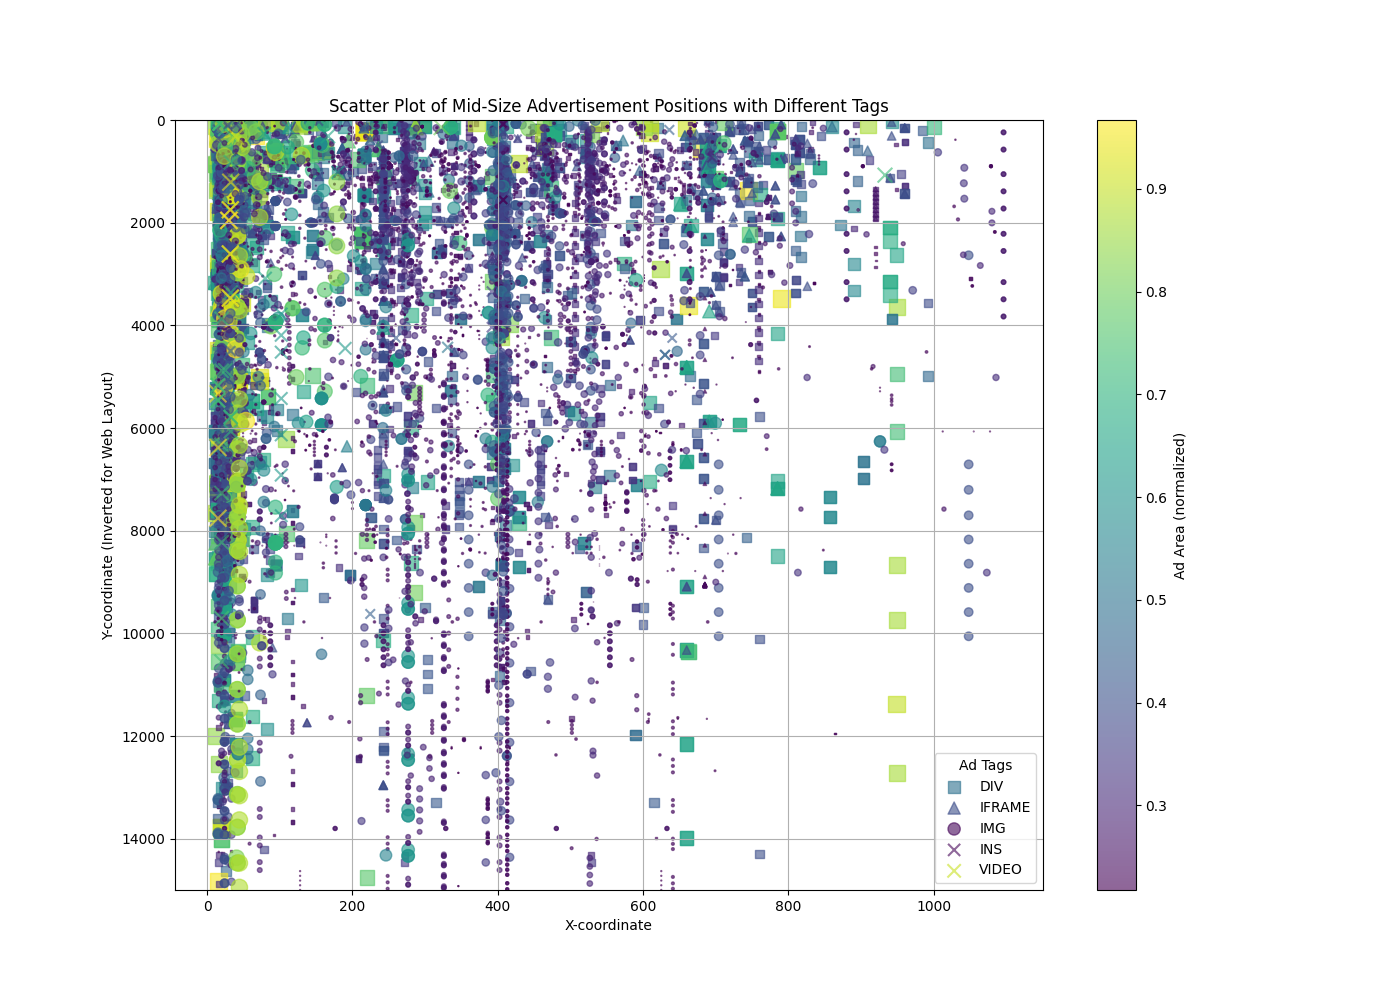 Scatter Plot of Mid-Size Advertisement Positions with Different Tags
0
2000
4000
6000
8000
10000
12000
14000
Y-coordinate (Inverted for Web Layout)
0
200
400
600
800
1000
X-coordinate
Ad Tags
DIV
IFRAME
IMG
INS
VIDEO
0.9
0.8
0.7
0.6
0.5
0.4
0.3
Ad Area (normalized)